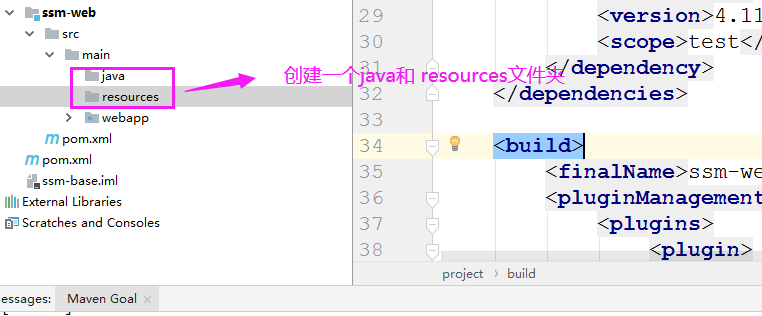 ssm-web
src
main
java
resources
webapp
pom.xml
pom.xml
ssm-base.iml
External Libraries
Scratches and Consoles
创建一个java和 resources文件夹
29 <version>4.11
30 <scope>test</
31 </dependency>
32 </dependencies>
33
34 <build>
35 <finalName>ssm-we
36 <pluginManagement
37 <plugins>
38 <plugin>
project › build
essages: Maven Goal ×